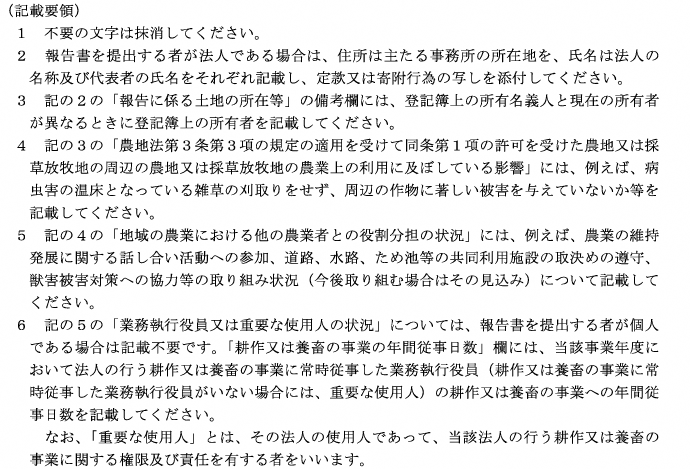 （記載要領）
１　不要の文字は抹消してください。
２　報告書を提出する者が法人である場合は、住所は主たる事務所の所在地を、氏名は法人の
名称及び代表者の氏名をそれぞれ記載し、定款又は寄附行為の写しを添付してください。
３　記の２の「報告に係る土地の所在等」の備考欄には、登記簿上の所有名義人と現在の所有者
が異なるときに登記簿上の所有者を記載してください。
４　記の３の「農地法第３条第３項の規定の適用を受けて同条第１項の許可を受けた農地又は採
草放牧地の周辺の農地又は採草放牧地の農業上の利用に及ぼしている影響」には、例えば、病
虫害の温床となっている雑草の刈取りをせず、周辺の作物に著しい被害を与えていないか等を
記載してください。
５　記の４の「地域の農業における他の農業者との役割分担の状況」には、例えば、農業の維持
発展に関する話し合い活動への参加、道路、水路、ため池等の共同利用施設の取決めの遵守、
獣害被害対策への協力等の取り組み状況（今後取り組む場合はその見込み）について記載して
ください。
６　記の５の「業務執行役員又は重要な使用人の状況」については、報告書を提出する者が個人
である場合は記載不要です。「耕作又は養畜の事業の年間従事日数」欄には、当該事業年度に
おいて法人の行う耕作又は養畜の事業に常時従事した業務執行役員（耕作又は養畜の事業に常
時従事した業務執行役員がいない場合には、重要な使用人）の耕作又は養畜の事業への年間従
事日数を記載してください。
なお、「重要な使用人」とは、その法人の使用人であって、当該法人の行う耕作又は養畜の
事業に関する権限及び責任を有する者をいいます。